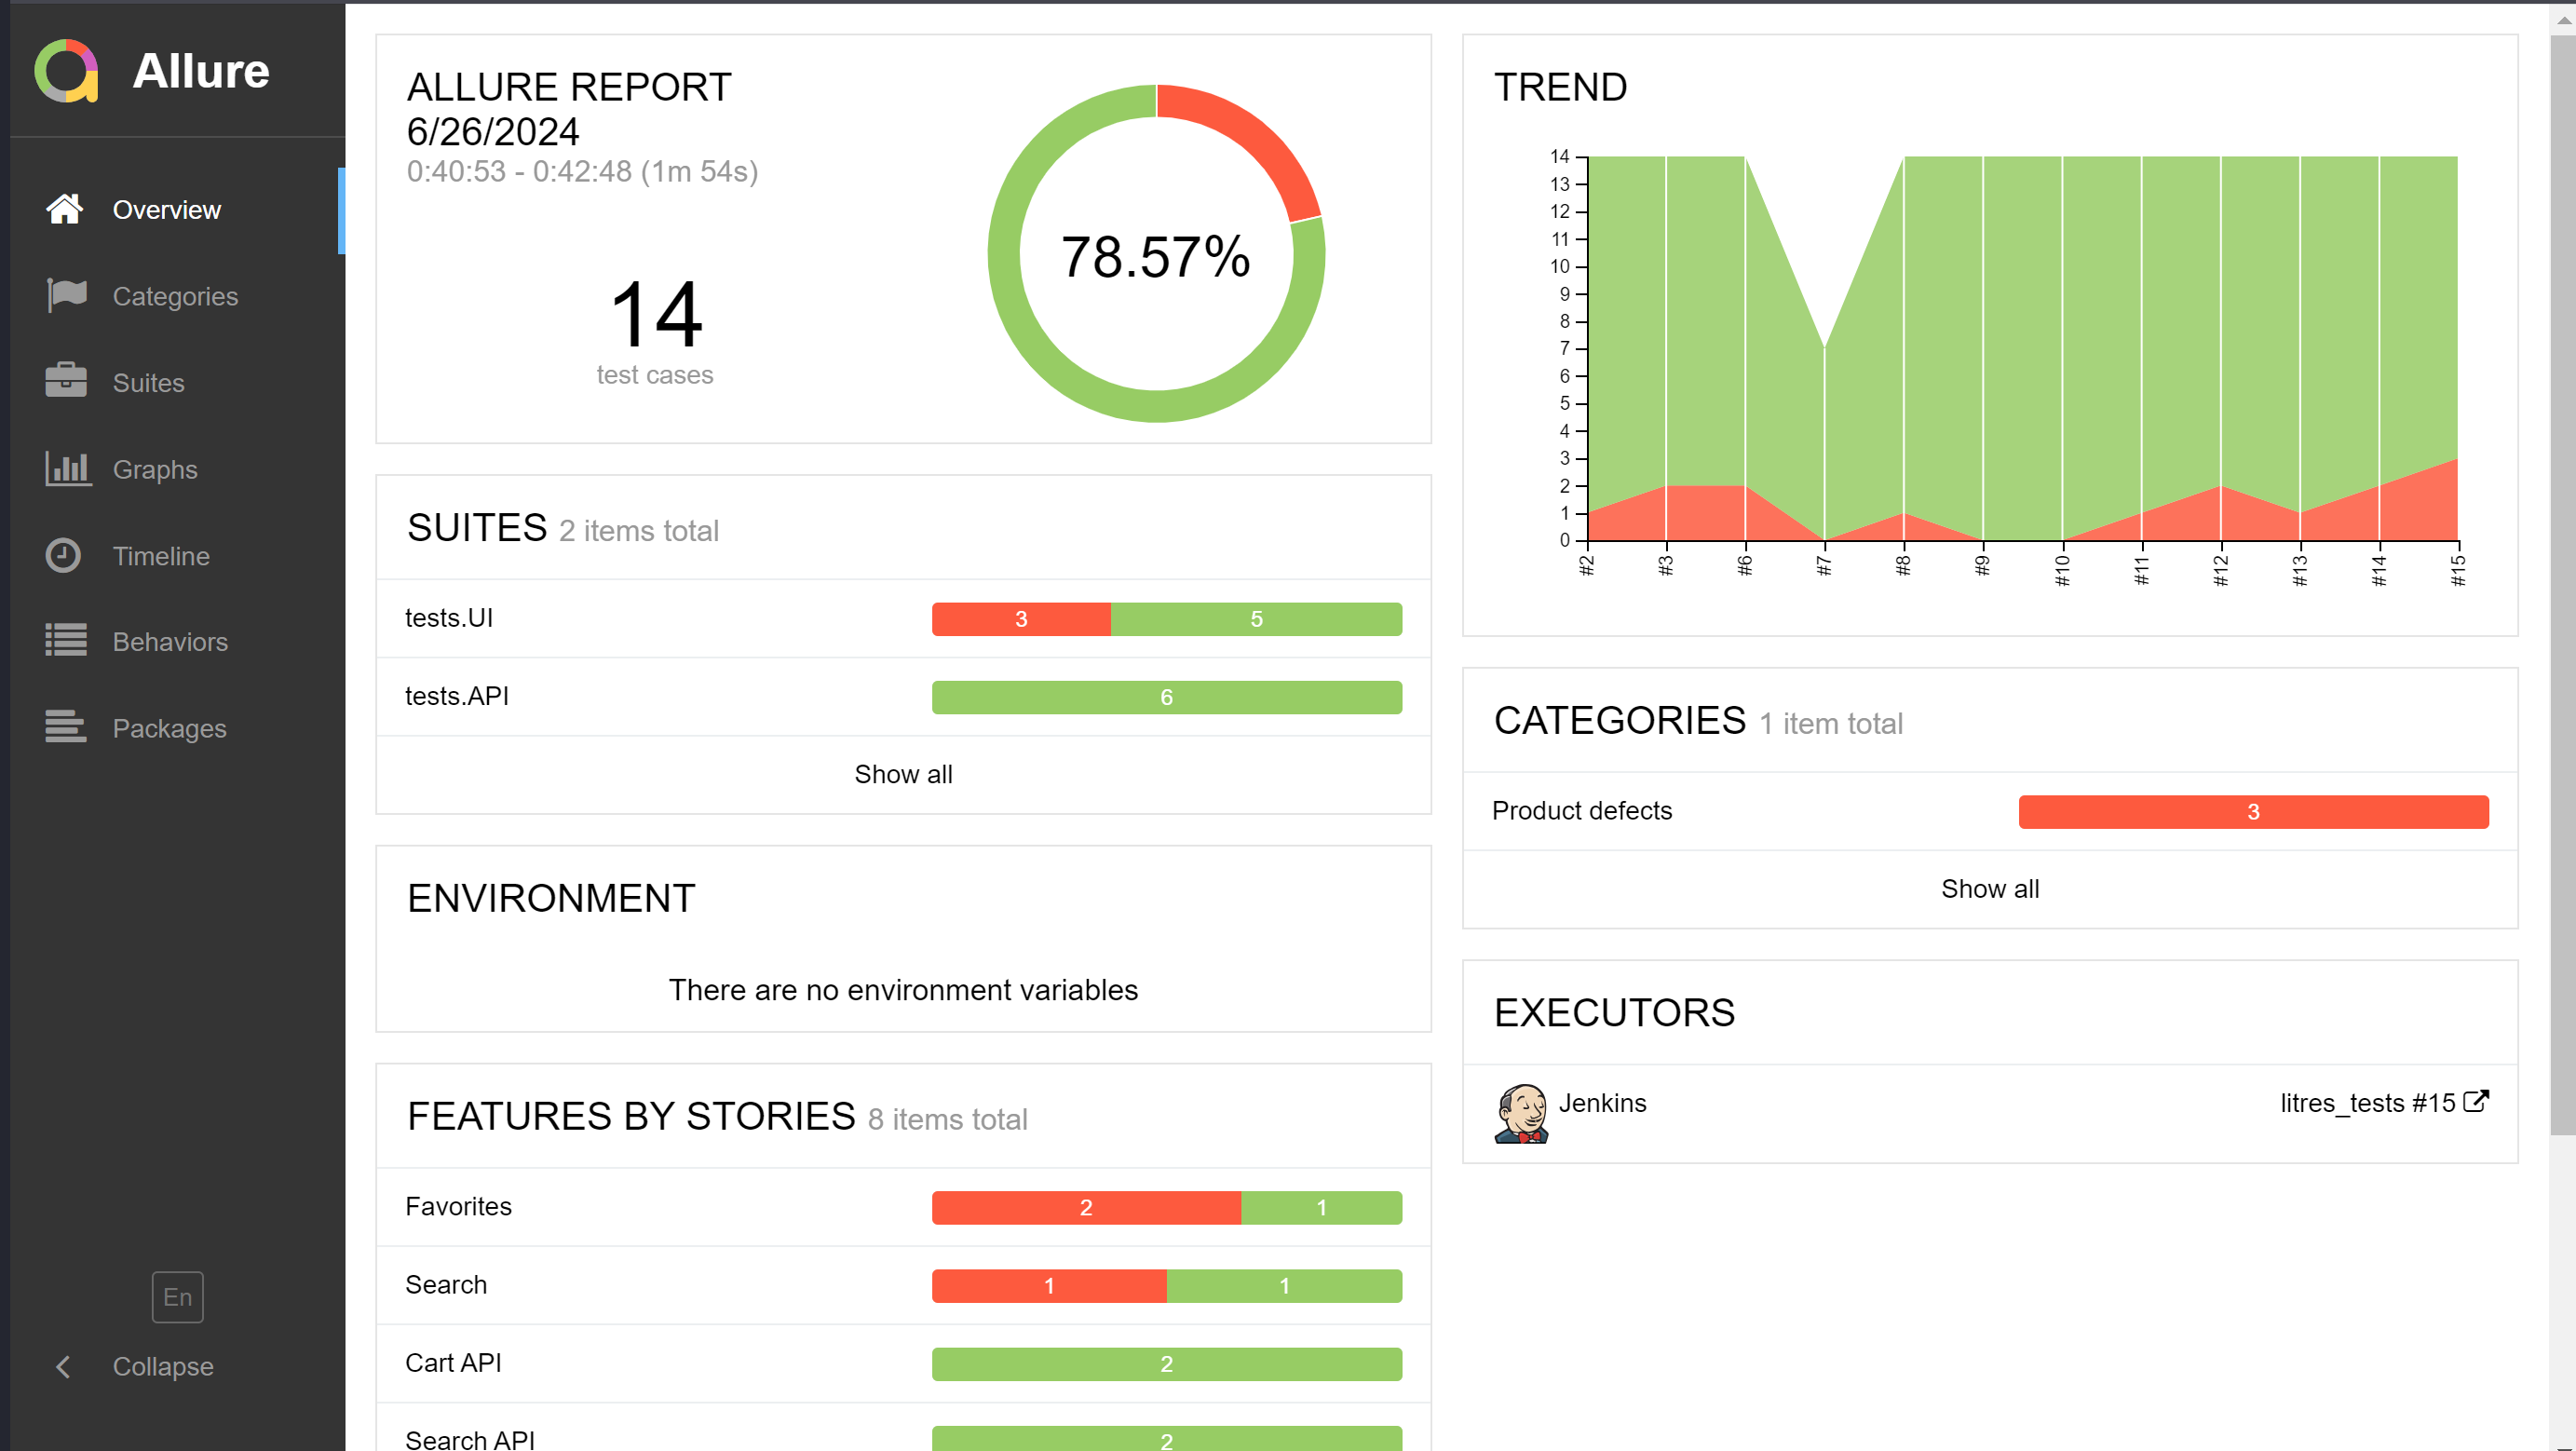 Allure
Overview
Categories
Suites
Graphs
Timeline
Behaviors
Packages
En
Collapse
ALLURE REPORT
6/26/2024
0:40:53 - 0:42:48 (1m 54s)
14
test cases
78.57%
SUITES 2 items total
tests.UI 3 5
tests.API 6
Show all
ENVIRONMENT
There are no environment variables
FEATURES BY STORIES 8 items total
Favorites 2 1
Search 1 1
Cart API 2
Search API 2
TREND
14
13
12
11
10
9
8
7
6
5
4
3
2
1
0
#2 #3 #6 #7 #8 #9 #10 #11 #12 #13 #14 #15
CATEGORIES 1 item total
Product defects 3
Show all
EXECUTORS
Jenkins litres_tests #15